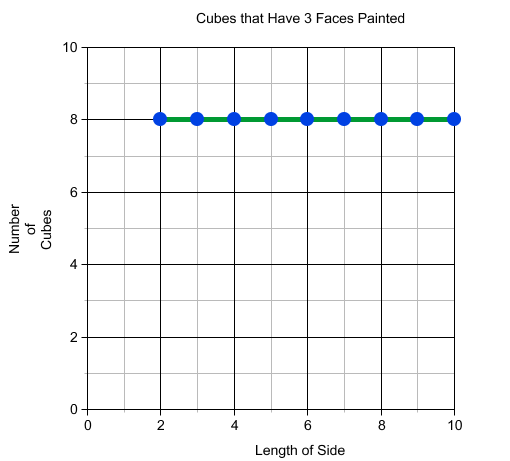 Cubes that Have 3 Faces Painted
10
8
6
4
2
0
Number
of
Cubes
0 2 4 6 8 10
Length of Side